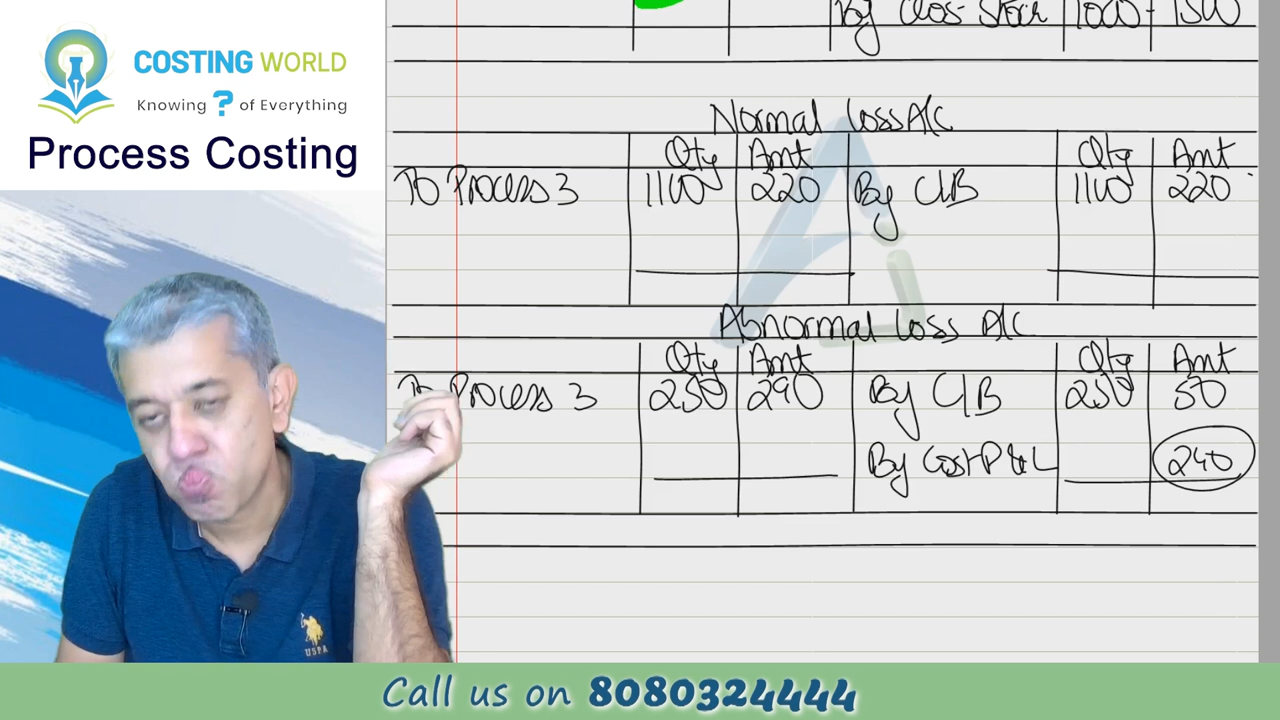 COSTING WORLD
Knowing ? of Everything
Process Costing
By Clos-Stock 1000 - 1500
Normal Loss A/c
Qty Amt Qty Amt
To Process 3 1100 220 By C/B 1100 220
Abnormal Loss A/c
Qty Amt Qty Amt
To Process 3 250 290 By C/B 250 50
By Cost P & L 240
USPA
Call us on 8080324444